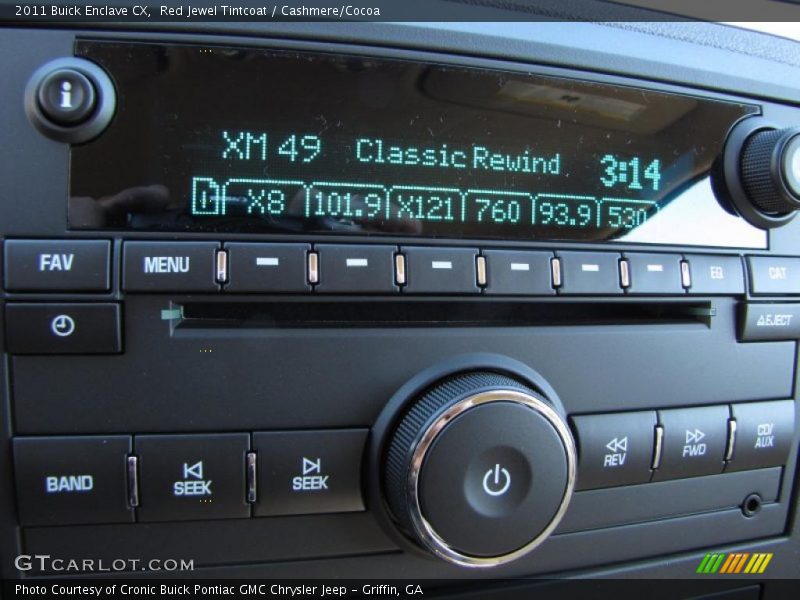 2011 Buick Enclave CX, Red Jewel Tintcoat / Cashmere/Cocoa
i
XM 49 Classic Rewind 3:14
1 X8 101.9 X121 760 93.9 530
FAV MENU EQ CAT
EJECT
BAND SEEK SEEK REV FWD CD/
AUX
GTCARLOT.COM
Photo Courtesy of Cronic Buick Pontiac GMC Chrysler Jeep - Griffin, GA